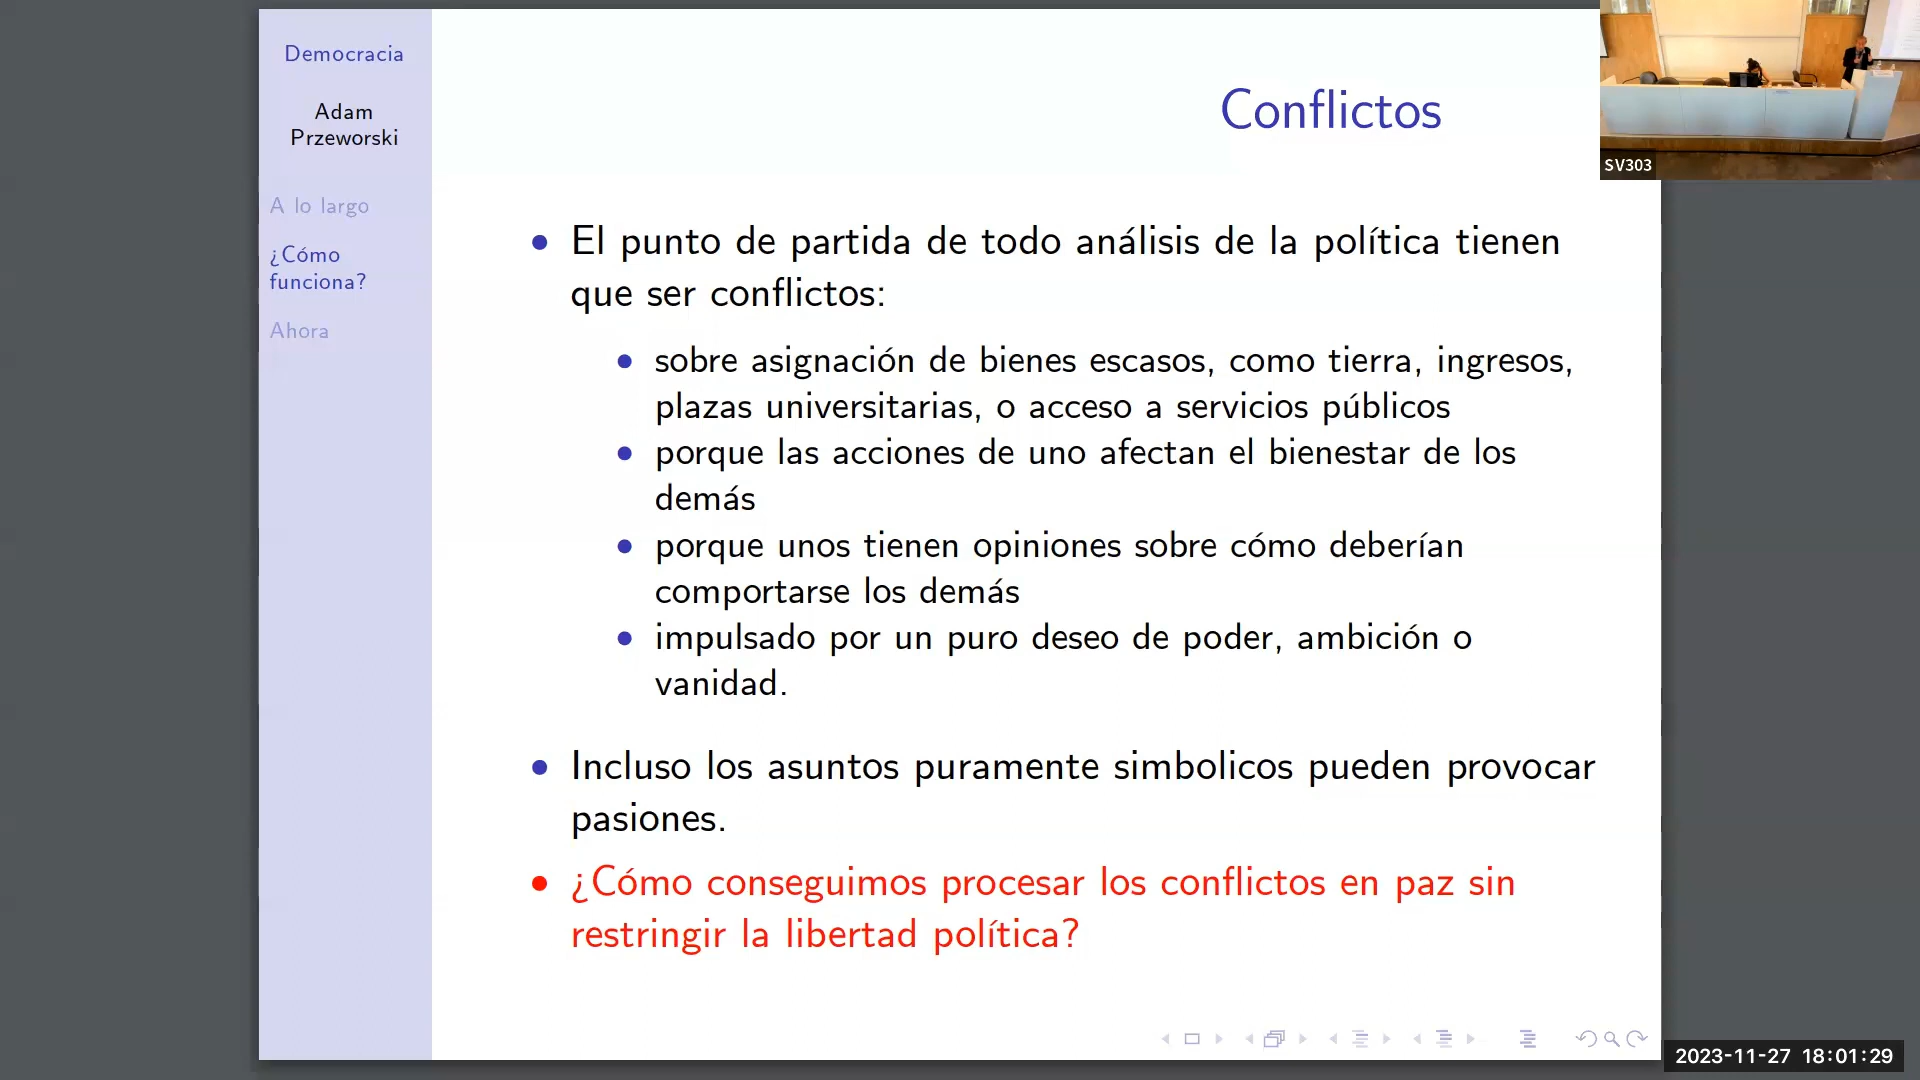 Democracia
Adam
Przeworski
A lo largo
¿Cómo
funciona?
Ahora
Conflictos
• El punto de partida de todo análisis de la política tienen
que ser conflictos:
• sobre asignación de bienes escasos, como tierra, ingresos,
plazas universitarias, o acceso a servicios públicos
• porque las acciones de uno afectan el bienestar de los
demás
• porque unos tienen opiniones sobre cómo deberían
comportarse los demás
• impulsado por un puro deseo de poder, ambición o
vanidad.
• Incluso los asuntos puramente simbolicos pueden provocar
pasiones.
• ¿Cómo conseguimos procesar los conflictos en paz sin
restringir la libertad política?
SV303
2023-11-27 18:01:29